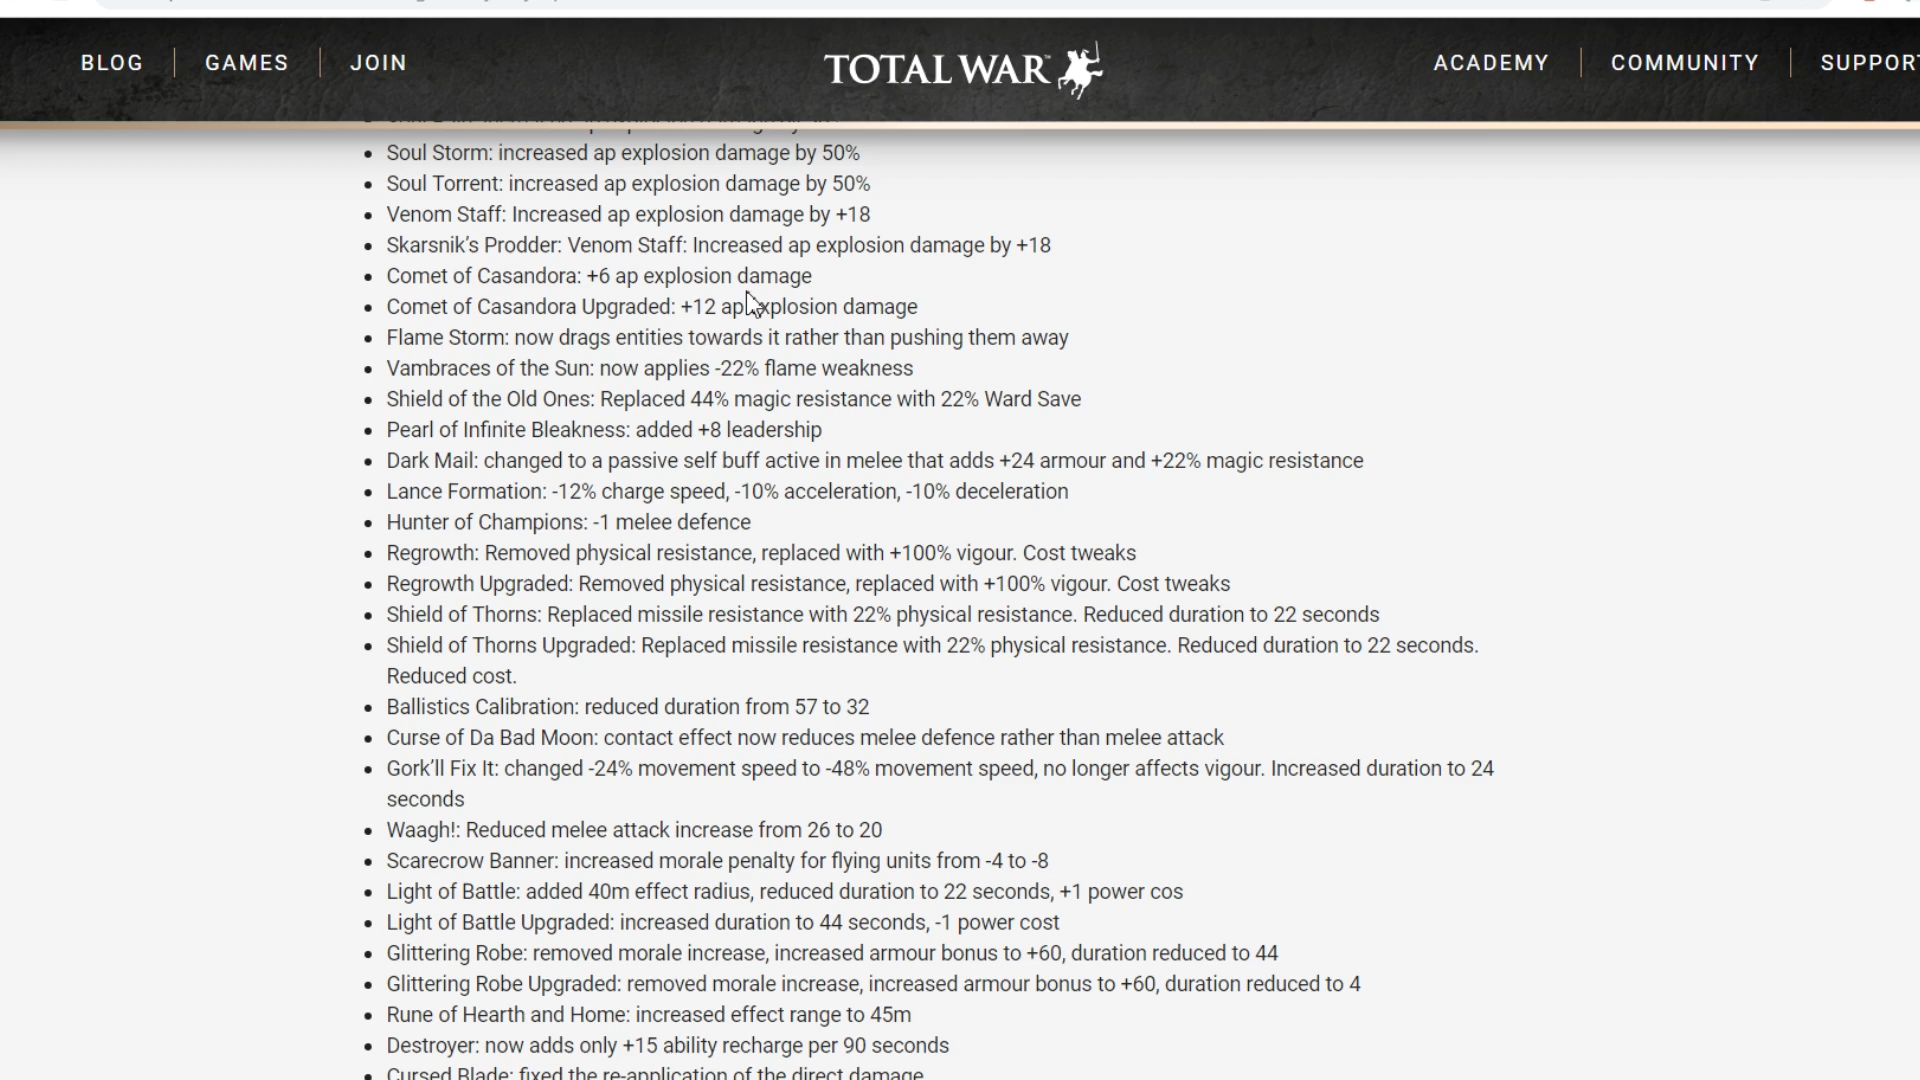 BLOG
GAMES
JOIN
TOTAL WAR
ACADEMY
COMMUNITY
SUPPORT
Soul Storm: increased ap explosion damage by 50%
Soul Torrent: increased ap explosion damage by 50%
Venom Staff: Increased ap explosion damage by +18
Skarsnik’s Prodder: Venom Staff: Increased ap explosion damage by +18
Comet of Casandora: +6 ap explosion damage
Comet of Casandora Upgraded: +12 ap explosion damage
Flame Storm: now drags entities towards it rather than pushing them away
Vambraces of the Sun: now applies -22% flame weakness
Shield of the Old Ones: Replaced 44% magic resistance with 22% Ward Save
Pearl of Infinite Bleakness: added +8 leadership
Dark Mail: changed to a passive self buff active in melee that adds +24 armour and +22% magic resistance
Lance Formation: -12% charge speed, -10% acceleration, -10% deceleration
Hunter of Champions: -1 melee defence
Regrowth: Removed physical resistance, replaced with +100% vigour. Cost tweaks
Regrowth Upgraded: Removed physical resistance, replaced with +100% vigour. Cost tweaks
Shield of Thorns: Replaced missile resistance with 22% physical resistance. Reduced duration to 22 seconds
Shield of Thorns Upgraded: Replaced missile resistance with 22% physical resistance. Reduced duration to 22 seconds.
Reduced cost.
Ballistics Calibration: reduced duration from 57 to 32
Curse of Da Bad Moon: contact effect now reduces melee defence rather than melee attack
Gork’ll Fix It: changed -24% movement speed to -48% movement speed, no longer affects vigour. Increased duration to 24
seconds
Waagh!: Reduced melee attack increase from 26 to 20
Scarecrow Banner: increased morale penalty for flying units from -4 to -8
Light of Battle: added 40m effect radius, reduced duration to 22 seconds, +1 power cos
Light of Battle Upgraded: increased duration to 44 seconds, -1 power cost
Glittering Robe: removed morale increase, increased armour bonus to +60, duration reduced to 44
Glittering Robe Upgraded: removed morale increase, increased armour bonus to +60, duration reduced to 4
Rune of Hearth and Home: increased effect range to 45m
Destroyer: now adds only +15 ability recharge per 90 seconds
Cursed Blade: fixed the re-application of the direct damage